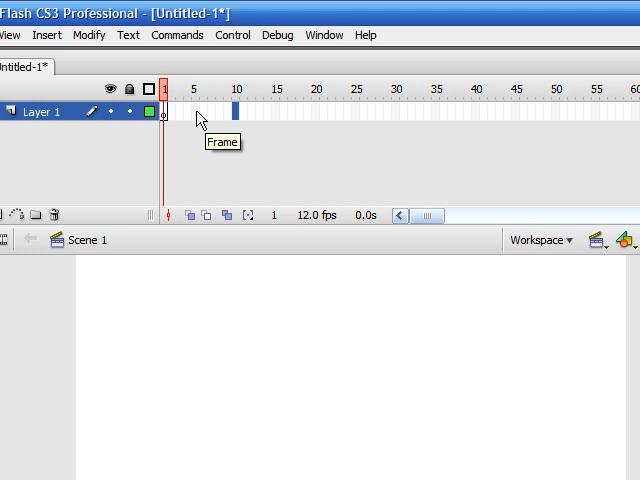 Flash CS3 Professional - [Untitled-1*]
View Insert Modify Text Commands Control Debug Window Help
Untitled-1*
1 5 10 15 20 25 30 35 40 45 50 55 60
Layer 1
Frame
1 12.0 fps 0.0s
Scene 1 Workspace